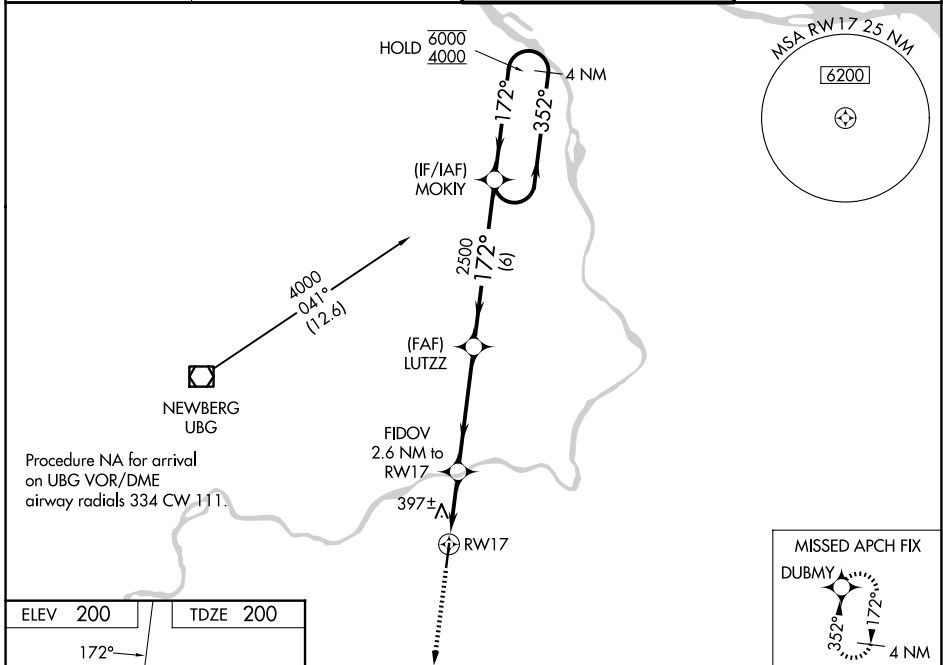 HOLD 6000
4000
4 NM
172°
352°
MSA RW17 25 NM
6200
(IF/IAF)
MOKIY
2500
172°
(6)
4000
041°
(12.6)
(FAF)
LUTZZ
NEWBERG
UBG
Procedure NA for arrival
on UBG VOR/DME
airway radials 334 CW 111.
FIDOV
2.6 NM to
RW17
397±
RW17
MISSED APCH FIX
DUBMY
352°
172°
4 NM
ELEV 200
TDZE 200
172°